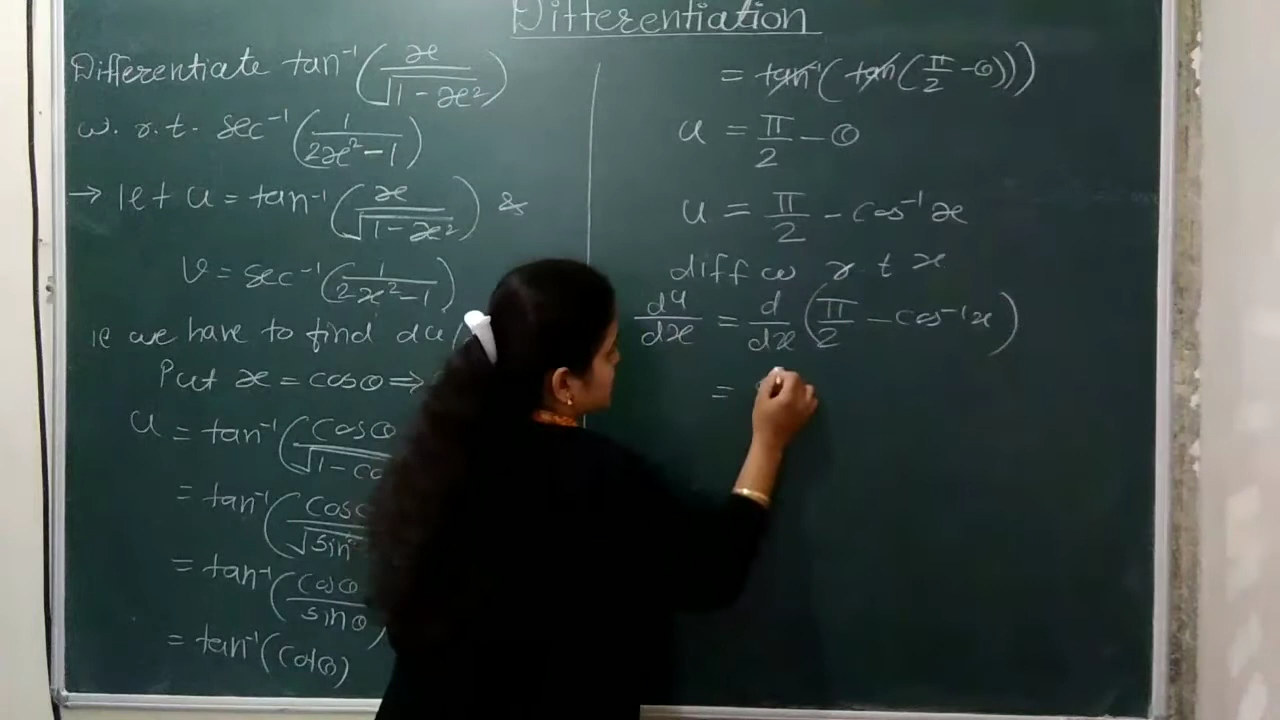 Differentiation
Differentiate tan⁻¹(x/√(1-x²))
w.r.t. sec⁻¹(1/(2x²-1))
→ let u = tan⁻¹(x/√(1-x²)) &
v = sec⁻¹(1/(2x²-1))
ie we have to find du/
Put x = cosθ ⇒
u = tan⁻¹(cosθ/√(1-co
= tan⁻¹(cosθ/√sin
= tan⁻¹(cosθ/sinθ)
= tan⁻¹(cotθ)
= tan⁻¹(tan(π/2-θ)))
u = π/2 - θ
u = π/2 - cos⁻¹x
diff w r t x
du/dx = d/dx(π/2 - cos⁻¹x)
=